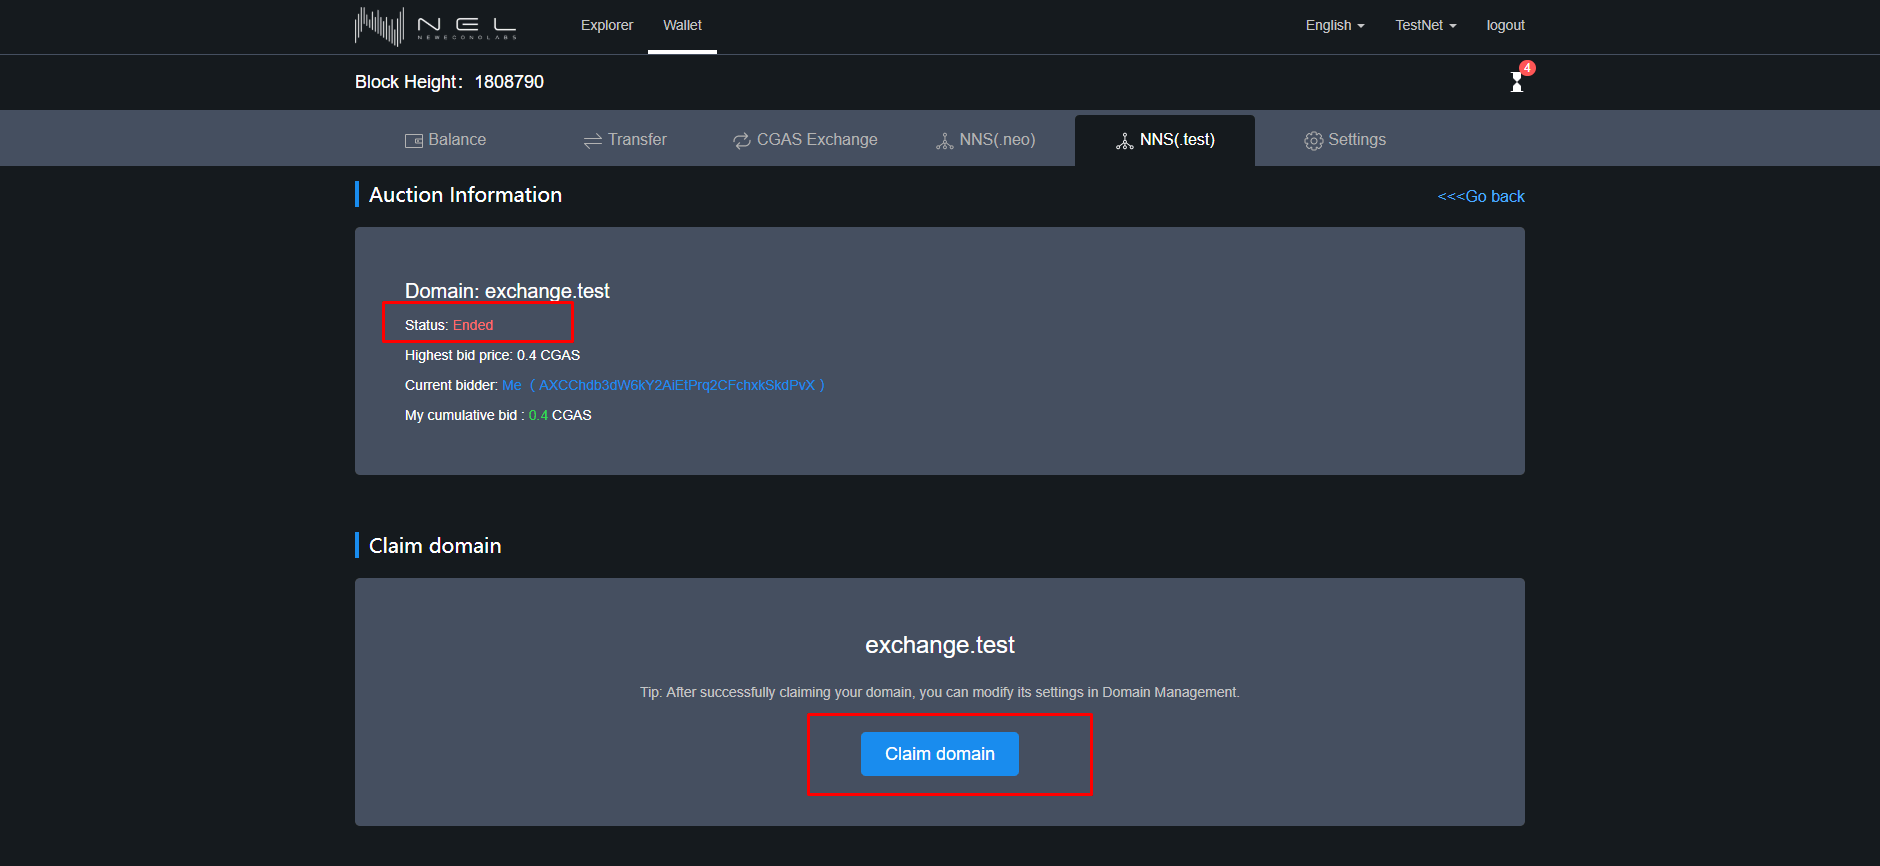 NEL
NEWECONOLABS
Explorer
Wallet
English
TestNet
logout
Block Height：1808790
4
Balance
Transfer
CGAS Exchange
NNS(.neo)
NNS(.test)
Settings
Auction Information
<<<Go back
Domain: exchange.test
Status: Ended
Highest bid price: 0.4 CGAS
Current bidder: Me（AXCChdb3dW6kY2AiEtPrq2CFchxkSkdPvX）
My cumulative bid : 0.4 CGAS
Claim domain
exchange.test
Tip: After successfully claiming your domain, you can modify its settings in Domain Management.
Claim domain